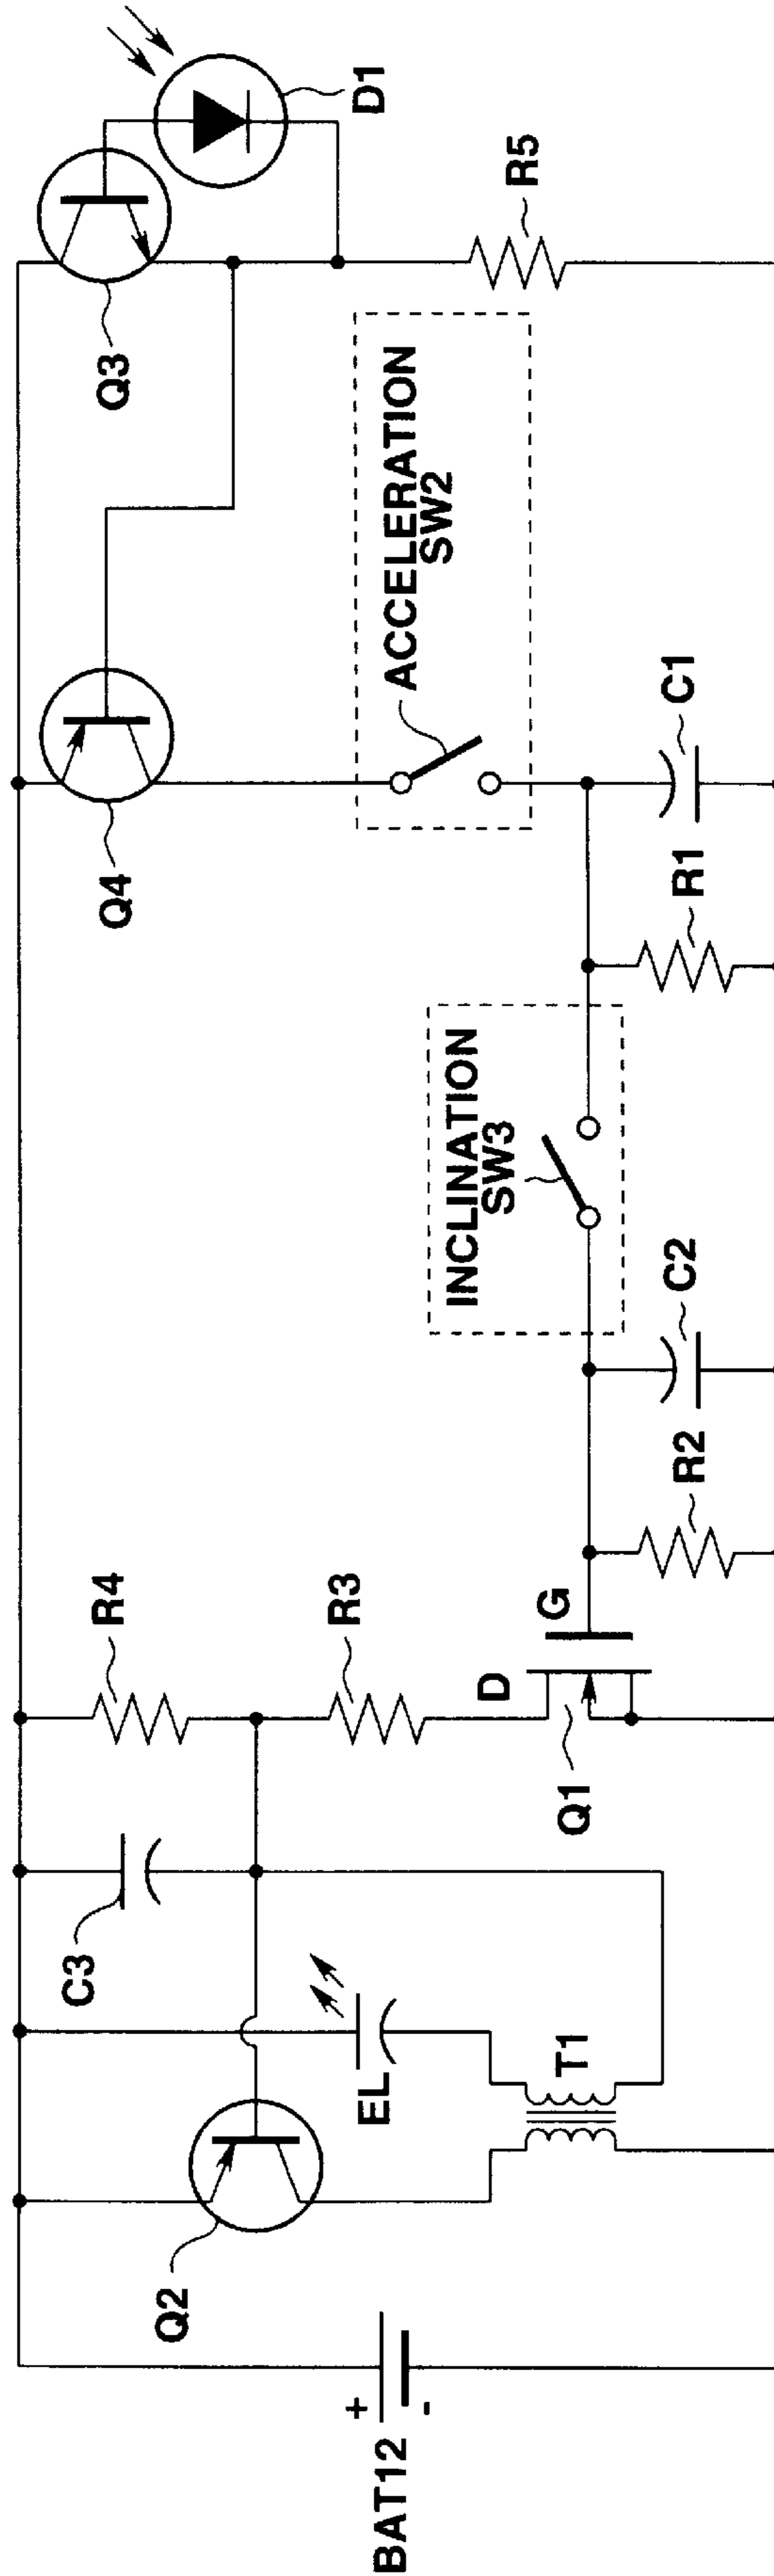 D1
Q3
R5
ACCELERATION
SW2
Q4
C1
R1
INCLINATION
SW3
C2
R2
R4
R3
G
D
Q1
C3
EL
T1
Q2
+
-
BAT12